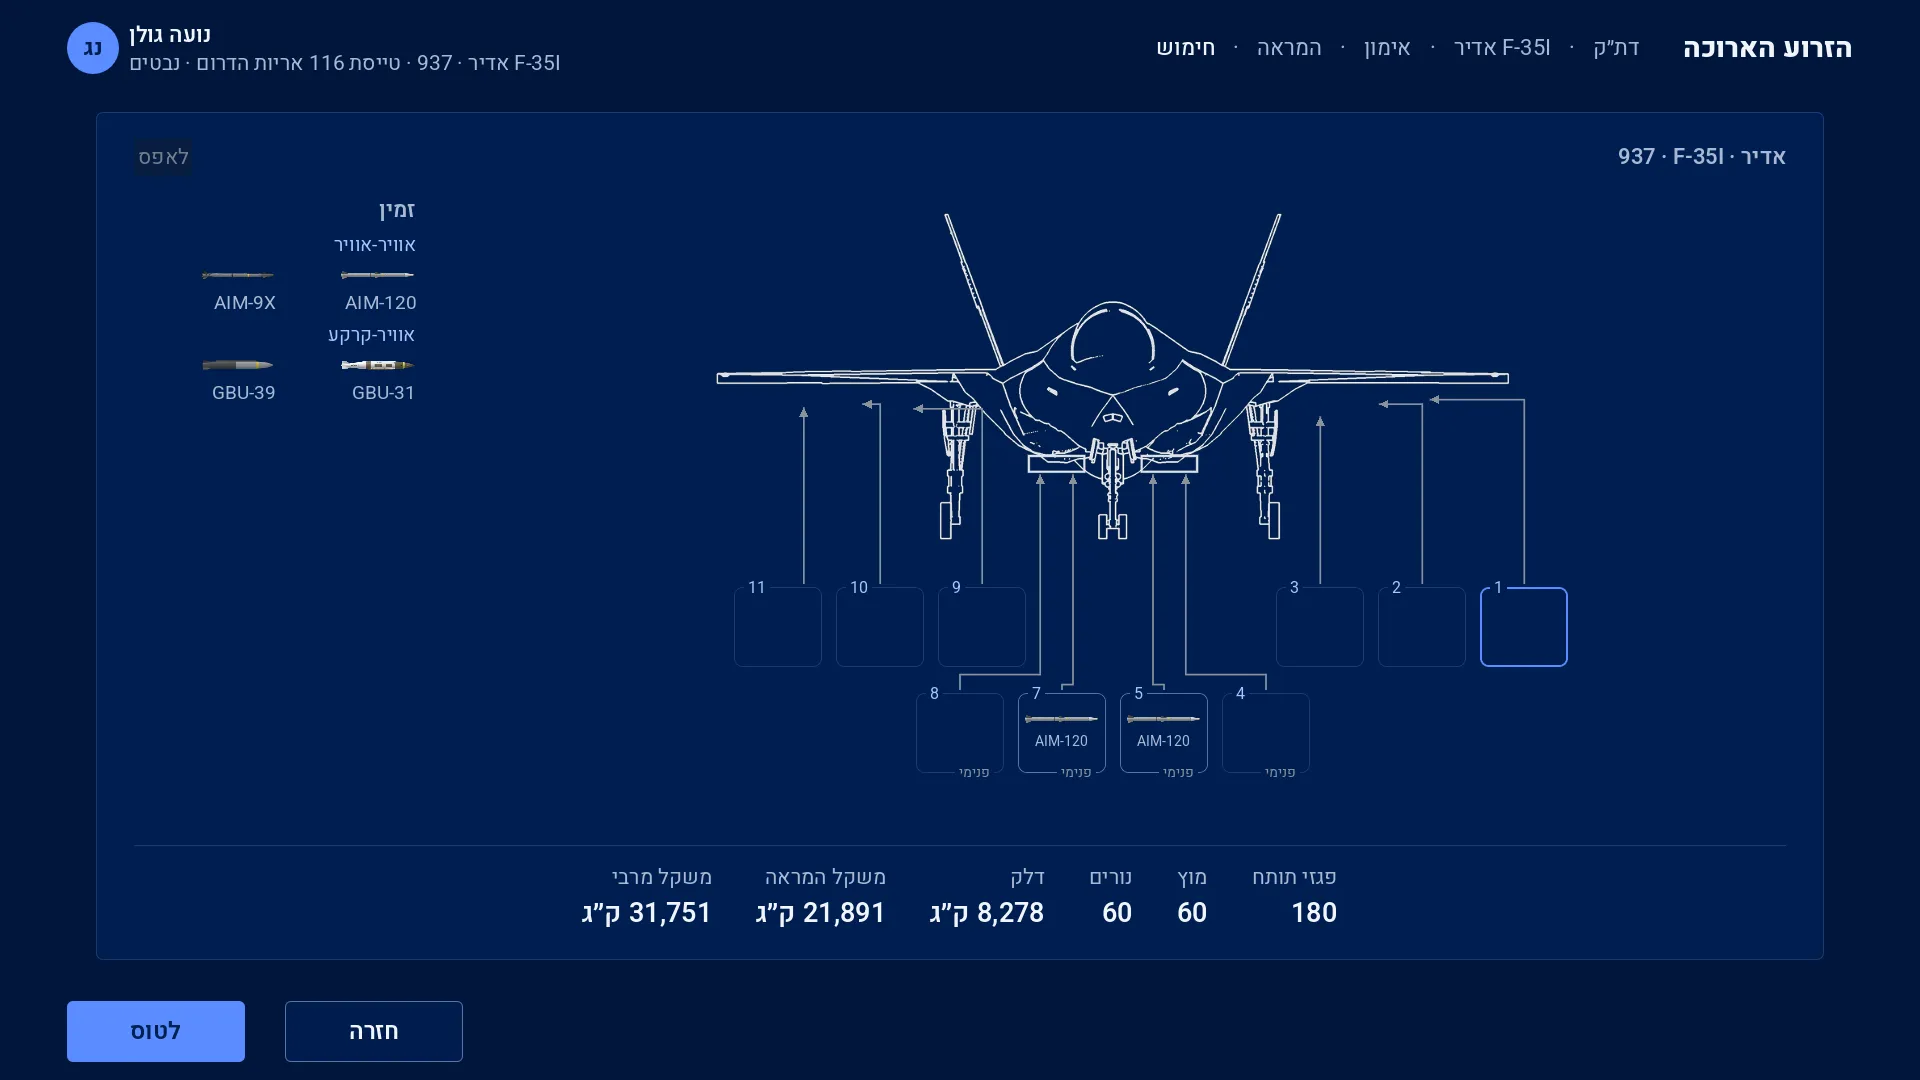 הזרוע הארוכה
דת״ק · F-35I אדיר · אימון · המראה · חימוש
נועה גולן
F-35I אדיר · 937 · טייסת 116 אריות הדרום · נבטים
נג
אדיר · F-35I · 937
לאפס
זמין
אוויר-אוויר
AIM-120
AIM-9X
אוויר-קרקע
GBU-31
GBU-39
1
2
3
9
10
11
4
פנימי
5
AIM-120
פנימי
7
AIM-120
פנימי
8
פנימי
פגזי תותח
180
מוץ
60
נורים
60
דלק
8,278 ק״ג
משקל המראה
21,891 ק״ג
משקל מרבי
31,751 ק״ג
חזרה
לטוס